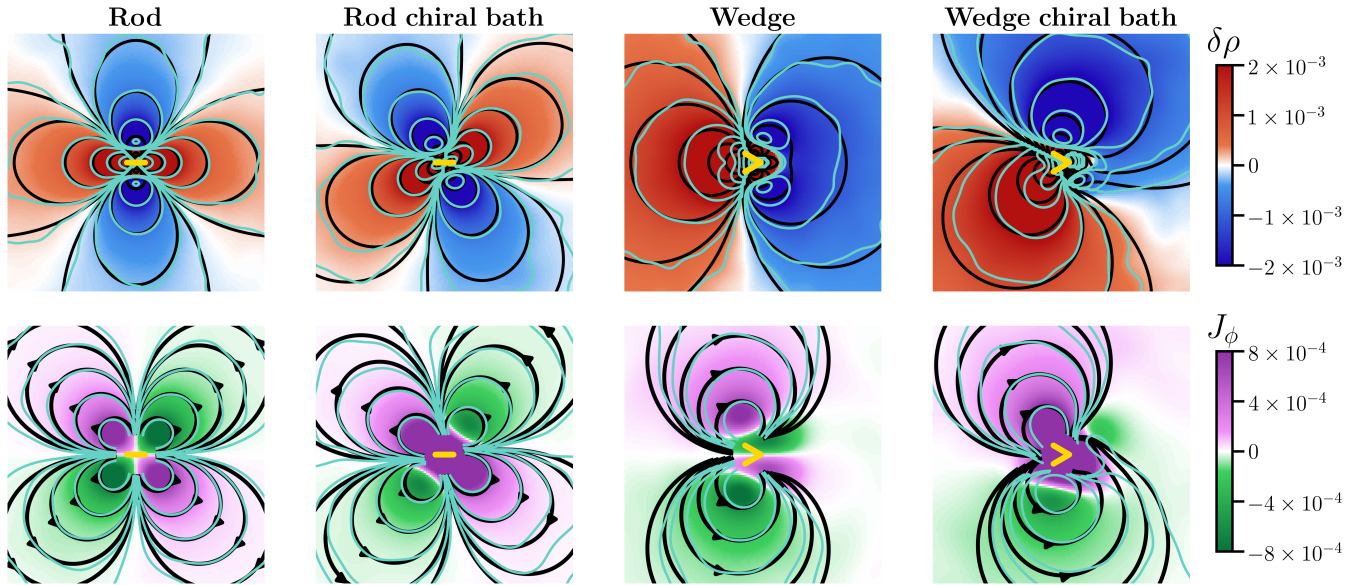 Rod
Rod chiral bath
Wedge
Wedge chiral bath
δρ
2 × 10⁻³
1 × 10⁻³
0
−1 × 10⁻³
−2 × 10⁻³
J_ϕ
8 × 10⁻⁴
4 × 10⁻⁴
0
−4 × 10⁻⁴
−8 × 10⁻⁴